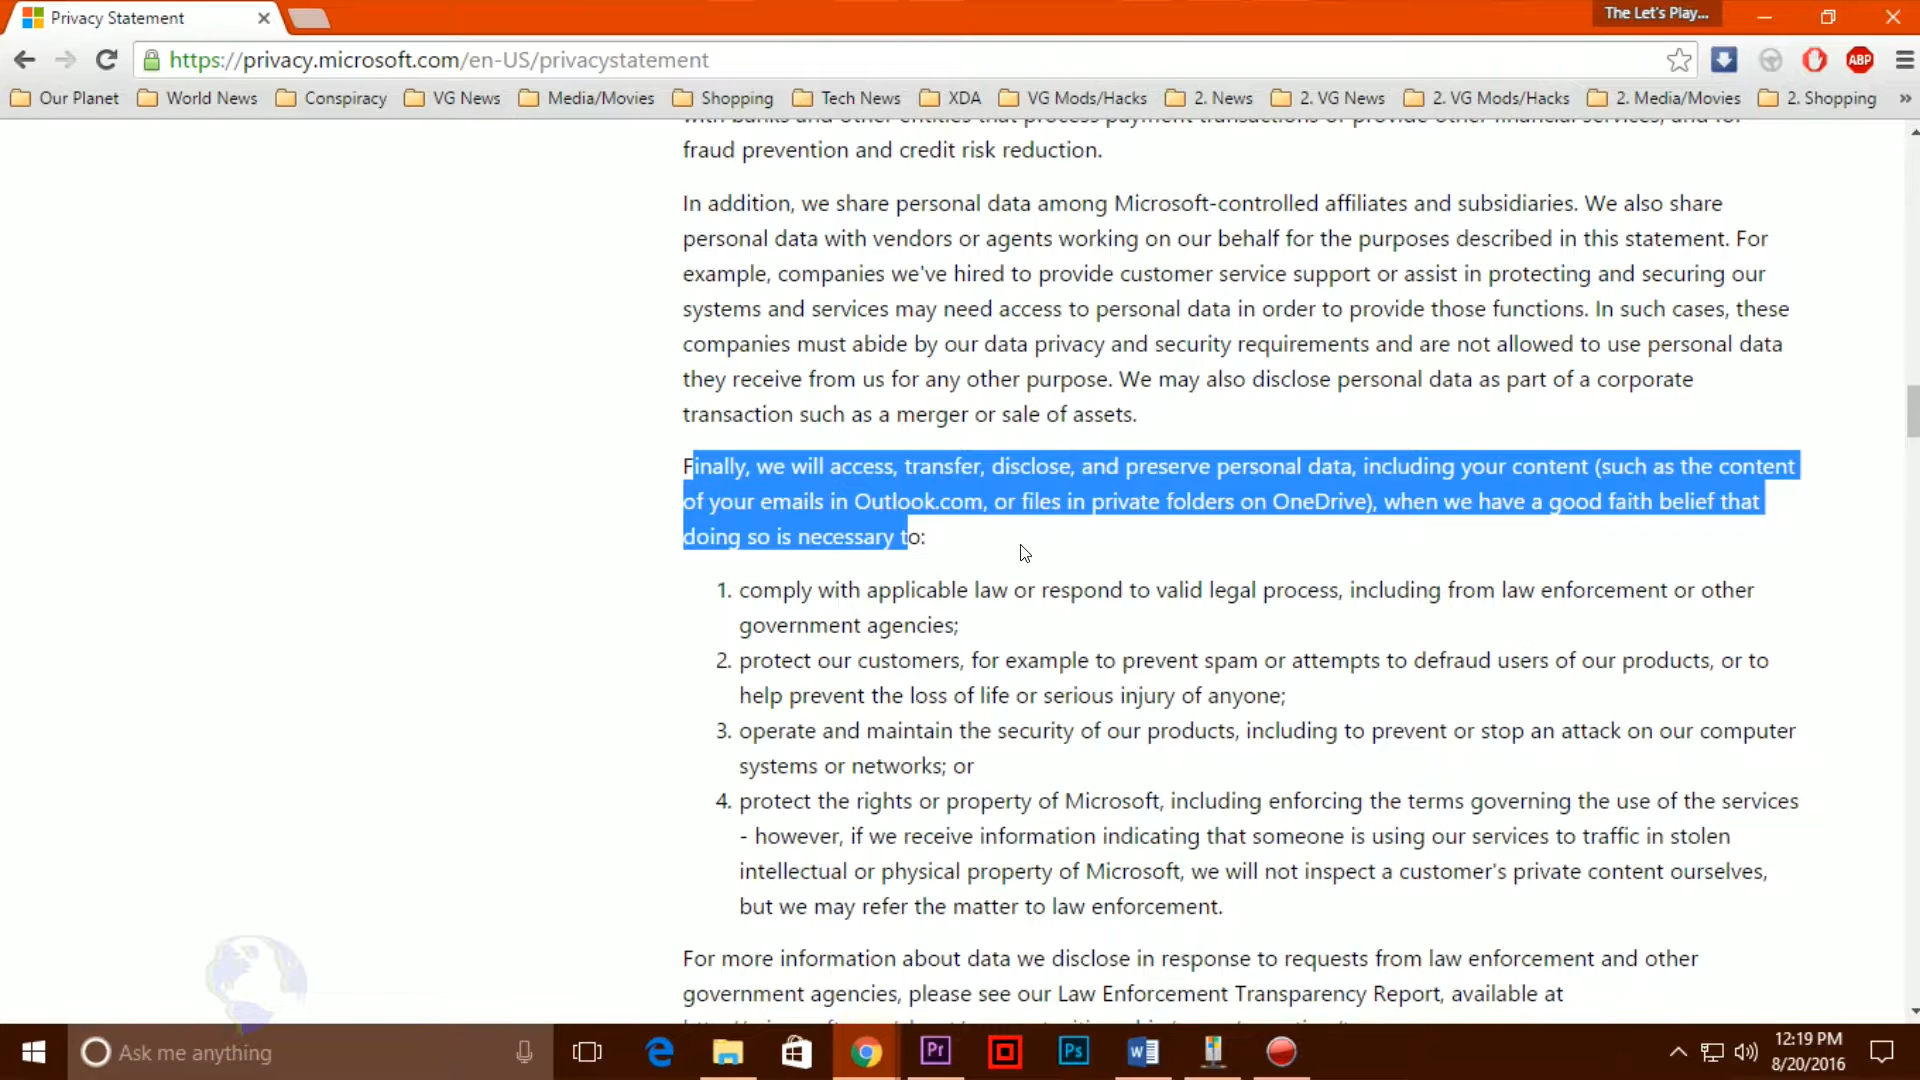 Privacy Statement
The Let's Play...
https://privacy.microsoft.com/en-US/privacystatement
ABP
Our Planet
World News
Conspiracy
VG News
Media/Movies
Shopping
Tech News
XDA
VG Mods/Hacks
2. News
2. VG News
2. VG Mods/Hacks
2. Media/Movies
2. Shopping
»
with banks and other entities that process payment transactions or provide other financial services, and for
fraud prevention and credit risk reduction.
In addition, we share personal data among Microsoft-controlled affiliates and subsidiaries. We also share
personal data with vendors or agents working on our behalf for the purposes described in this statement. For
example, companies we've hired to provide customer service support or assist in protecting and securing our
systems and services may need access to personal data in order to provide those functions. In such cases, these
companies must abide by our data privacy and security requirements and are not allowed to use personal data
they receive from us for any other purpose. We may also disclose personal data as part of a corporate
transaction such as a merger or sale of assets.
Finally, we will access, transfer, disclose, and preserve personal data, including your content (such as the content
of your emails in Outlook.com, or files in private folders on OneDrive), when we have a good faith belief that
doing so is necessary to:
1. comply with applicable law or respond to valid legal process, including from law enforcement or other
government agencies;
2. protect our customers, for example to prevent spam or attempts to defraud users of our products, or to
help prevent the loss of life or serious injury of anyone;
3. operate and maintain the security of our products, including to prevent or stop an attack on our computer
systems or networks; or
4. protect the rights or property of Microsoft, including enforcing the terms governing the use of the services
- however, if we receive information indicating that someone is using our services to traffic in stolen
intellectual or physical property of Microsoft, we will not inspect a customer's private content ourselves,
but we may refer the matter to law enforcement.
For more information about data we disclose in response to requests from law enforcement and other
government agencies, please see our Law Enforcement Transparency Report, available at
Ask me anything
Pr
Ps
12:19 PM
8/20/2016